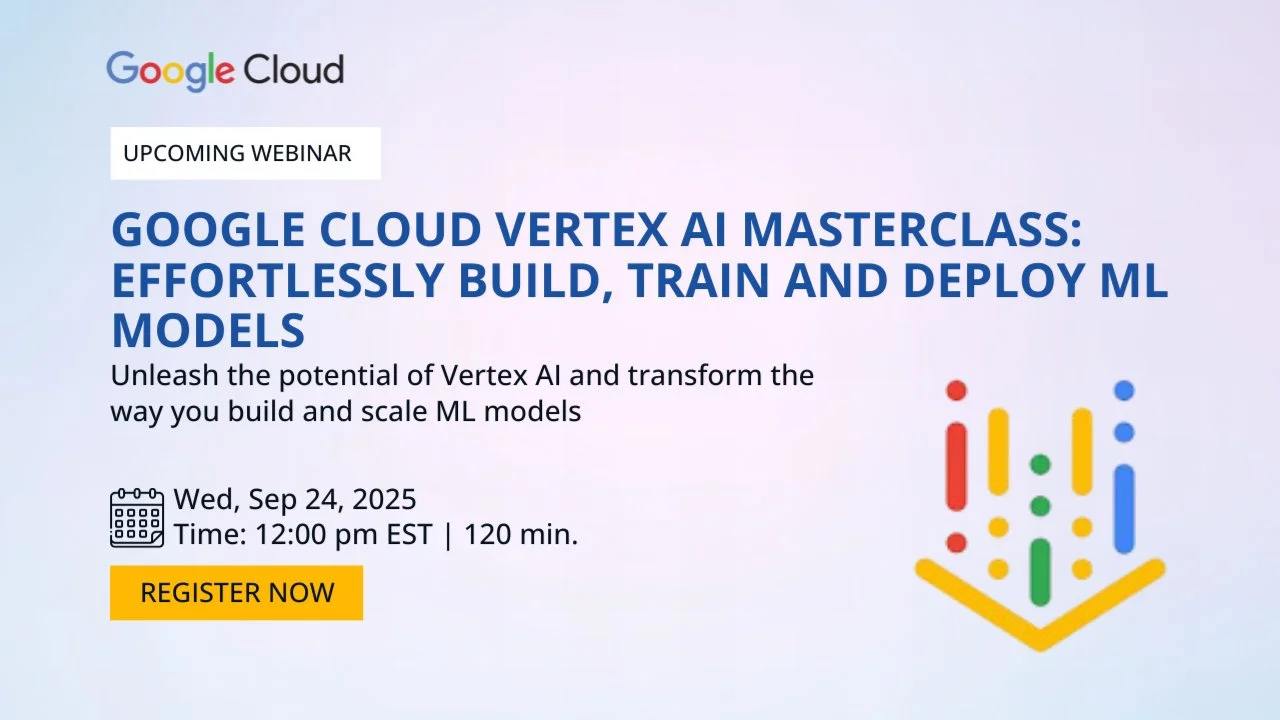 Google Cloud
UPCOMING WEBINAR
GOOGLE CLOUD VERTEX AI MASTERCLASS:
EFFORTLESSLY BUILD, TRAIN AND DEPLOY ML
MODELS
Unleash the potential of Vertex AI and transform the
way you build and scale ML models
Wed, Sep 24, 2025
Time: 12:00 pm EST | 120 min.
REGISTER NOW